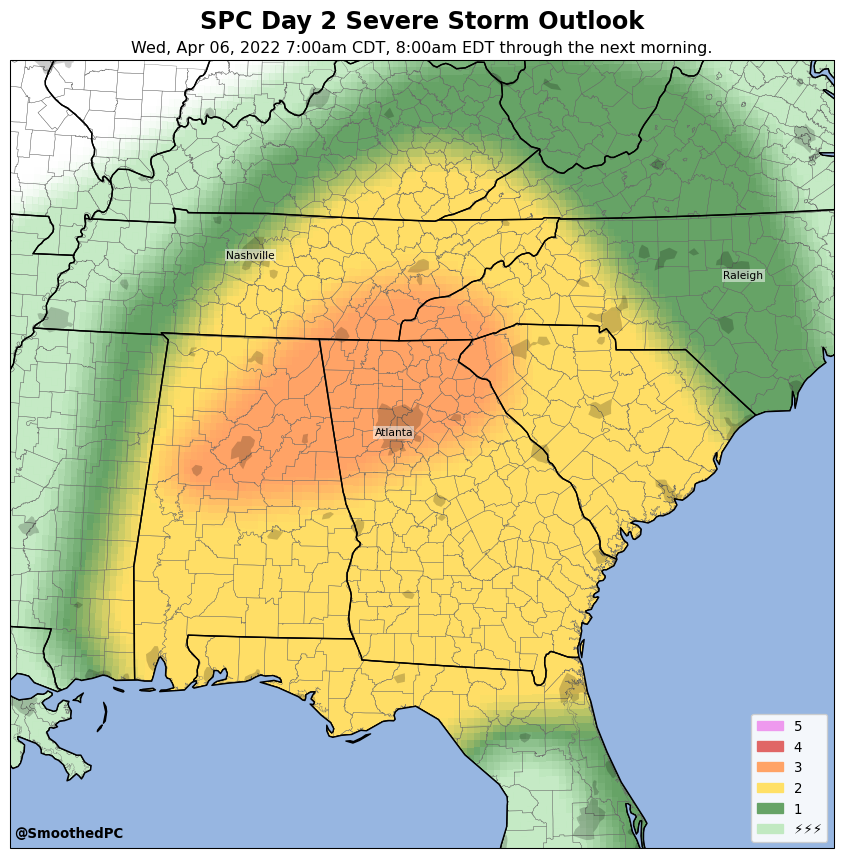 SPC Day 2 Severe Storm Outlook
Wed, Apr 06, 2022 7:00am CDT, 8:00am EDT through the next morning.
Nashville
Raleigh
Atlanta
5
4
3
2
1
⚡⚡⚡
@SmoothedPC